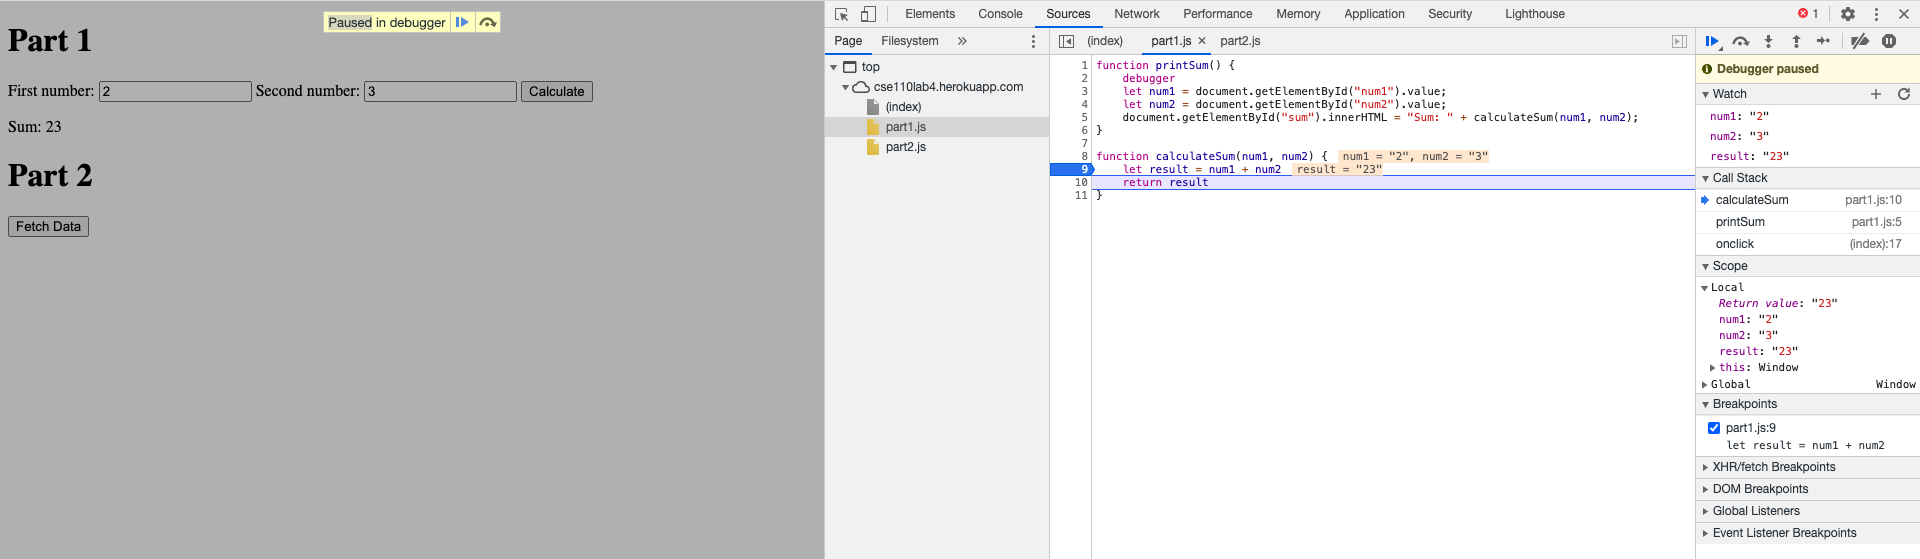 Paused in debugger
Part 1
First number: 2 Second number: 3 Calculate
Sum: 23
Part 2
Fetch Data
Elements Console Sources Network Performance Memory Application Security Lighthouse 1
Page Filesystem »
top
cse110lab4.herokuapp.com
(index)
part1.js
part2.js
(index) part1.js × part2.js
1 function printSum() {
2 debugger
3 let num1 = document.getElementById("num1").value;
4 let num2 = document.getElementById("num2").value;
5 document.getElementById("sum").innerHTML = "Sum: " + calculateSum(num1, num2);
6 }
7
8 function calculateSum(num1, num2) { num1 = "2", num2 = "3"
9 let result = num1 + num2 result = "23"
10 return result
11 }
Debugger paused
Watch
num1: "2"
num2: "3"
result: "23"
Call Stack
calculateSum part1.js:10
printSum part1.js:5
onclick (index):17
Scope
Local
Return value: "23"
num1: "2"
num2: "3"
result: "23"
this: Window
Global Window
Breakpoints
part1.js:9
let result = num1 + num2
XHR/fetch Breakpoints
DOM Breakpoints
Global Listeners
Event Listener Breakpoints